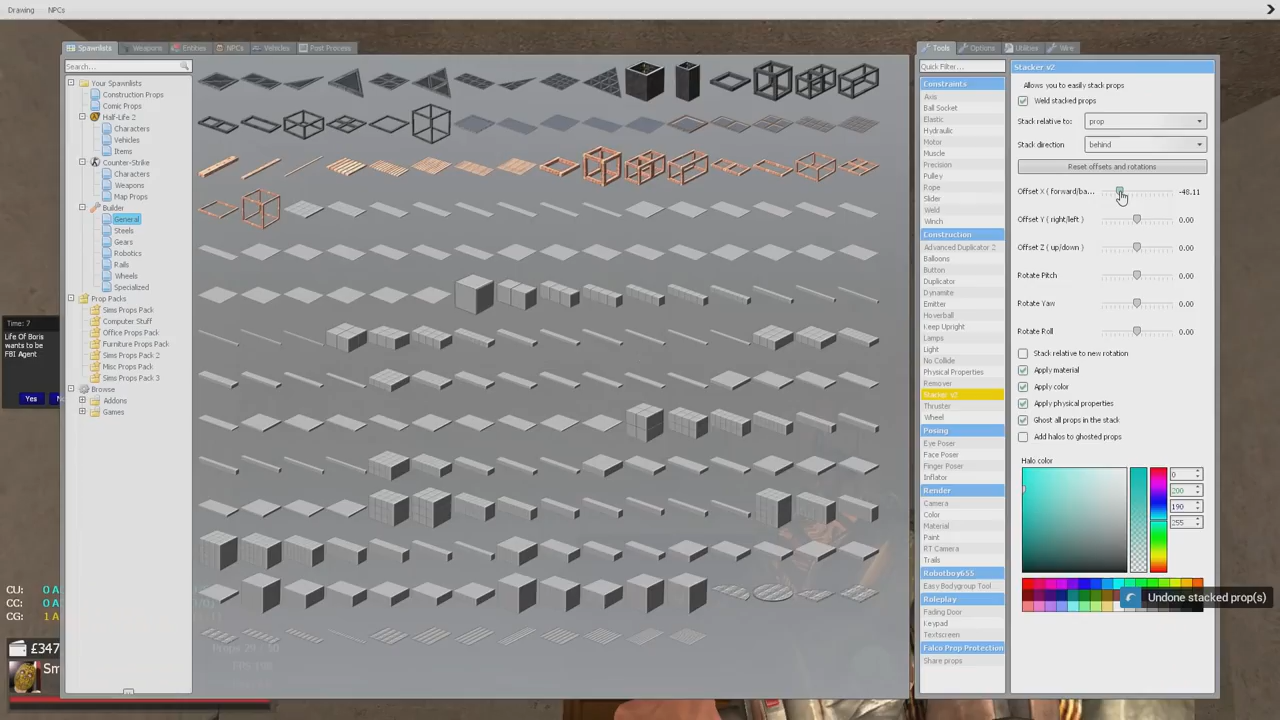 Drawing NPCs
Spawnlists Weapons Entities NPCs Vehicles Post Process
Search...
Your Spawnlists
Construction Props
Comic Props
Half-Life 2
Characters
Vehicles
Items
Counter-Strike
Characters
Weapons
Map Props
Builder
General
Steels
Gears
Robotics
Rails
Wheels
Specialized
Prop Packs
Sims Props Pack
Computer Stuff
Office Props Pack
Furniture Props Pack
Sims Props Pack 2
Misc Props Pack
Sims Props Pack 3
Browse
Addons
Games
Time: 7
Life Of Boris
wants to be
FBI Agent
Yes
CU: 0 A
CC: 0 A
CG: 1 A
£347
Sm
Props 20
Tools Options Utilities Wire
Quick Filter...
Constraints
Axis
Ball Socket
Elastic
Hydraulic
Motor
Muscle
Precision
Pulley
Rope
Slider
Weld
Winch
Construction
Advanced Duplicator 2
Balloons
Button
Duplicator
Dynamite
Emitter
Hoverball
Keep Upright
Lamps
Light
No Collide
Physical Properties
Remover
Stacker v2
Thruster
Wheel
Posing
Eye Poser
Face Poser
Finger Poser
Inflator
Render
Camera
Color
Material
Paint
RT Camera
Trails
Robotboy655
Easy Bodygroup Tool
Roleplay
Fading Door
Keypad
Textscreen
Falco Prop Protection
Share props
Stacker v2
Allows you to easily stack props
Weld stacked props
Stack relative to: prop
Stack direction behind
Reset offsets and rotations
Offset X ( forward/ba... -48.11
Offset Y ( right/left ) 0.00
Offset Z ( up/down ) 0.00
Rotate Pitch 0.00
Rotate Yaw 0.00
Rotate Roll 0.00
Stack relative to new rotation
Apply material
Apply color
Apply physical properties
Ghost all props in the stack
Add halos to ghosted props
Halo color
0
200
190
255
Undone stacked prop(s)